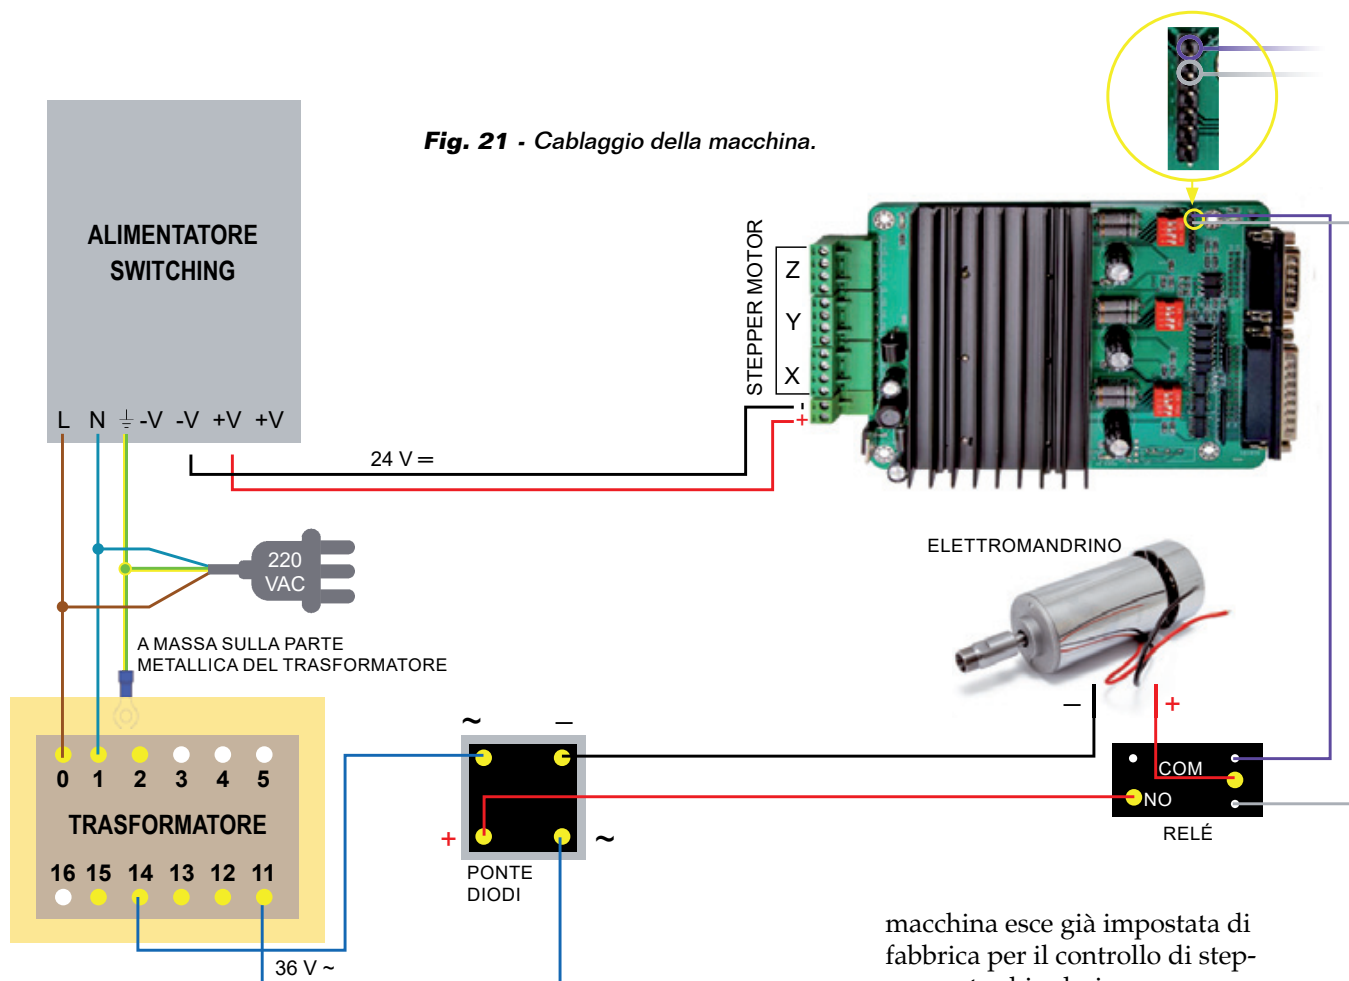 Fig. 21 - Cablaggio della macchina.
ALIMENTATORE
SWITCHING
L N -V -V +V +V
24 V
STEPPER MOTOR
Z
Y
X
-
+
220
VAC
A MASSA SULLA PARTE
METALLICA DEL TRASFORMATORE
ELETTROMANDRINO
– +
0 1 2 3 4 5
TRASFORMATORE
16 15 14 13 12 11
36 V ~
~ –
+ ~
PONTE
DIODI
COM
NO
RELÉ
macchina esce già impostata di
fabbrica per il controllo di step-